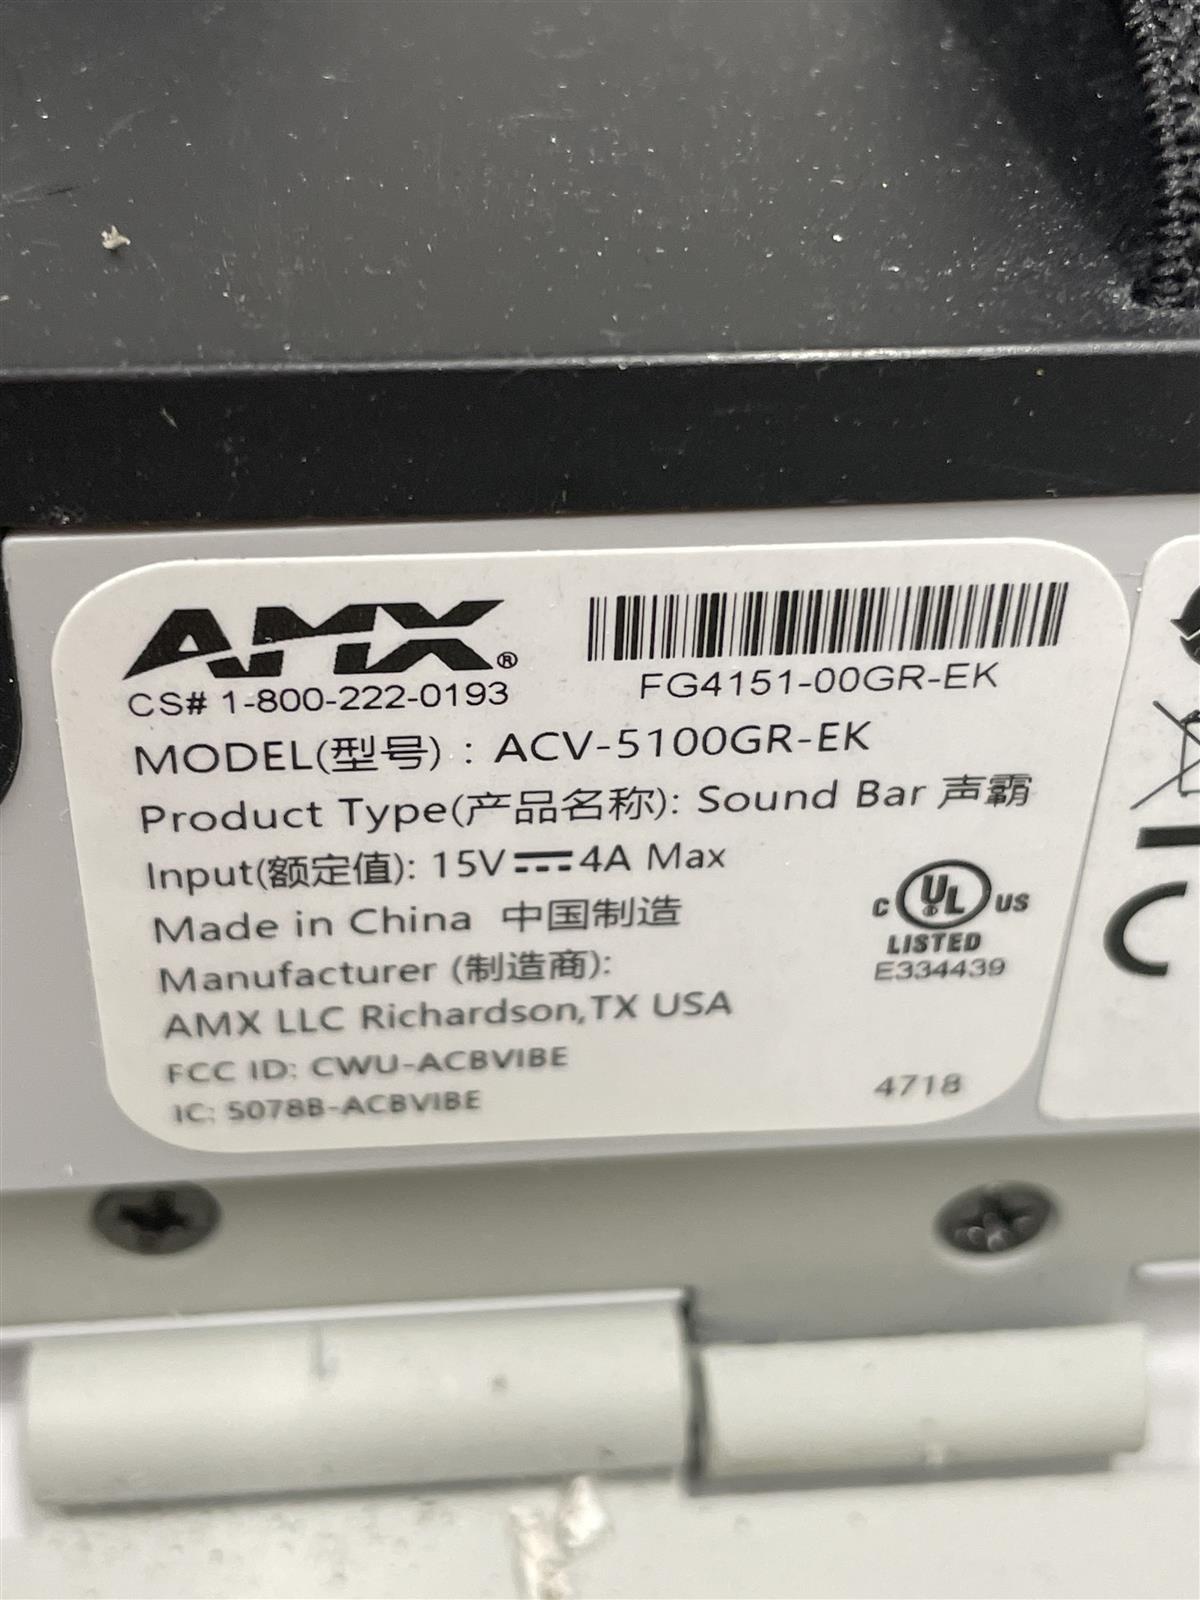 AMX®
CS# 1-800-222-0193
FG4151-00GR-EK
MODEL(型号) : ACV-5100GR-EK
Product Type(产品名称): Sound Bar 声霸
Input(额定值): 15V⎓4A Max
Made in China 中国制造
Manufacturer (制造商):
AMX LLC Richardson,TX USA
FCC ID: CWU-ACBVIBE
IC: 5078B-ACBVIBE
C UL US
LISTED
E334439
4718